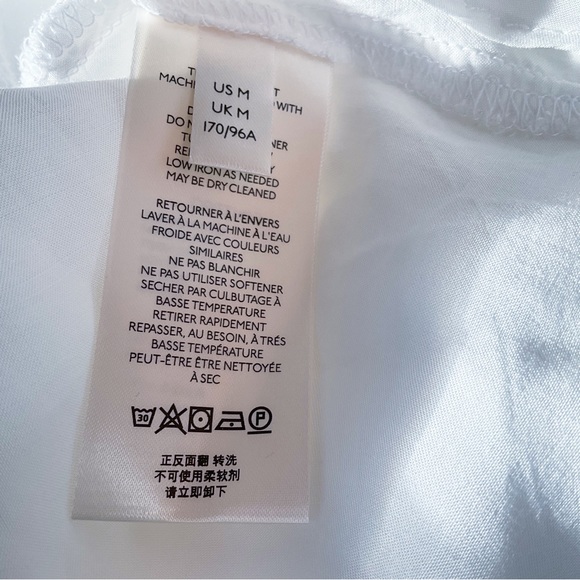 US M
UK M
170/96A
MACHI
WITH
DO N
LOW IRON AS NEEDED
MAY BE DRY CLEANED
RETOURNER À L'ENVERS
LAVER À LA MACHINE À L'EAU
FROIDE AVEC COULEURS
SIMILAIRES
NE PAS BLANCHIR
NE PAS UTILISER SOFTENER
SECHER PAR CULBUTAGE À
BASSE TEMPERATURE
RETIRER RAPIDEMENT
REPASSER, AU BESOIN, À TRÉS
BASSE TEMPÉRATURE
PEUT-ÊTRE ÊTRE NETTOYÉE
À SEC
30 P
正反面翻 转洗
不可使用柔软剂
请立即卸下